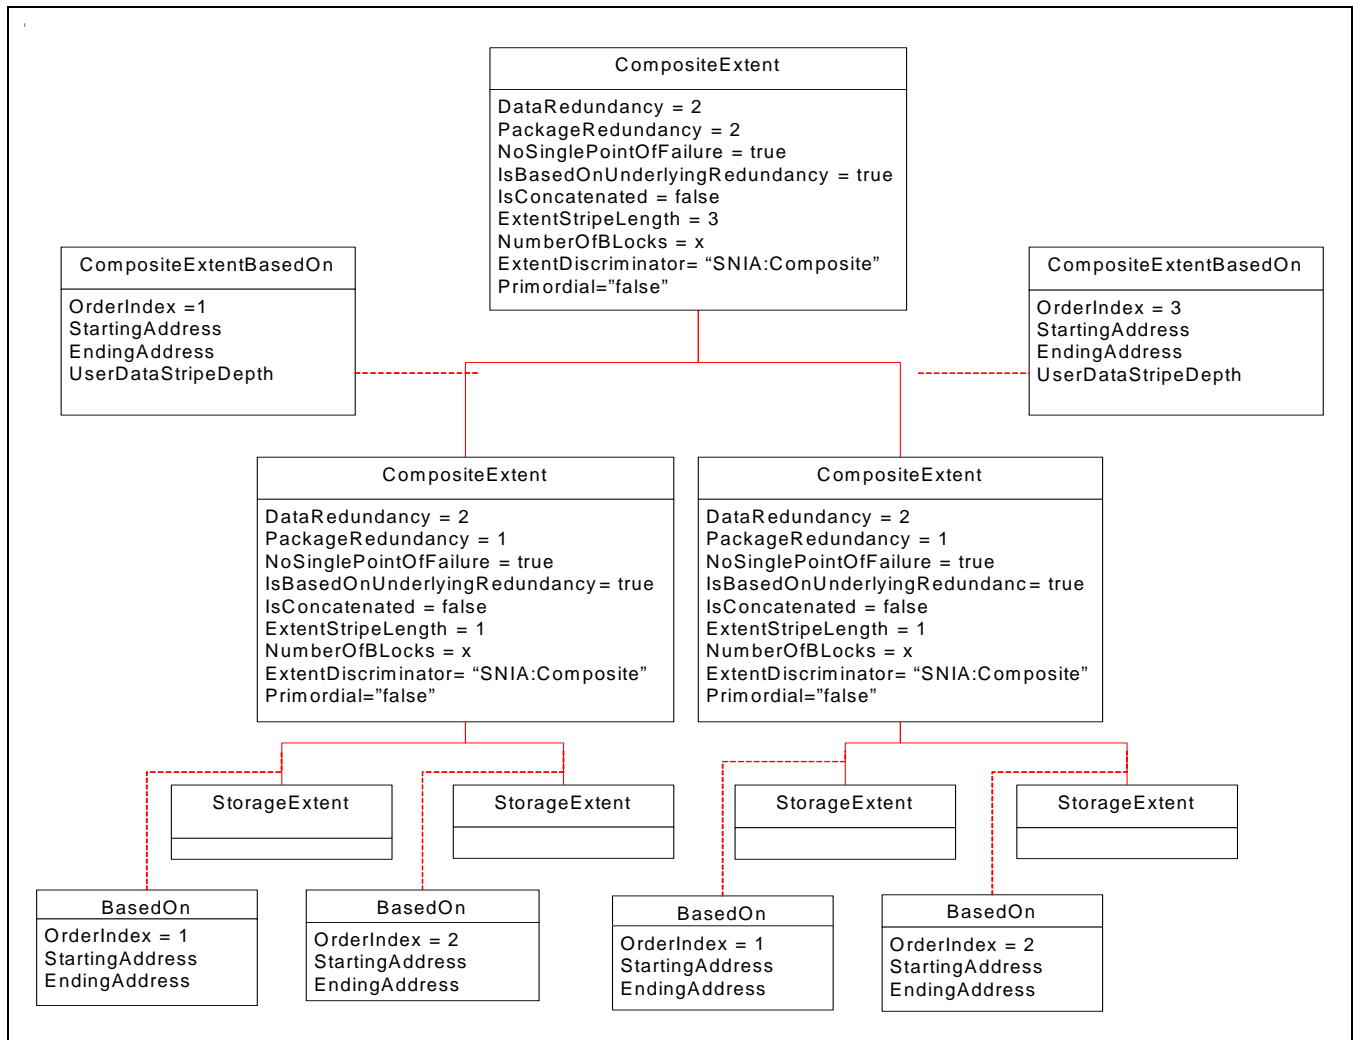 CompositeExtent
DataRedundancy = 2
PackageRedundancy = 2
NoSinglePointOfFailure = true
IsBasedOnUnderlyingRedundancy = true
IsConcatenated = false
ExtentStripeLength = 3
NumberOfBLocks = x
ExtentDiscriminator= “SNIA:Composite”
Primordial=”false”
CompositeExtentBasedOn
OrderIndex =1
StartingAddress
EndingAddress
UserDataStripeDepth
CompositeExtentBasedOn
OrderIndex = 3
StartingAddress
EndingAddress
UserDataStripeDepth
CompositeExtent
DataRedundancy = 2
PackageRedundancy = 1
NoSinglePointOfFailure = true
IsBasedOnUnderlyingRedundancy= true
IsConcatenated = false
ExtentStripeLength = 1
NumberOfBLocks = x
ExtentDiscriminator= “SNIA:Composite”
Primordial=”false”
CompositeExtent
DataRedundancy = 2
PackageRedundancy = 1
NoSinglePointOfFailure = true
IsBasedOnUnderlyingRedundanc= true
IsConcatenated = false
ExtentStripeLength = 1
NumberOfBLocks = x
ExtentDiscriminator= “SNIA:Composite”
Primordial=”false”
StorageExtent
StorageExtent
StorageExtent
StorageExtent
BasedOn
OrderIndex = 1
StartingAddress
EndingAddress
BasedOn
OrderIndex = 2
StartingAddress
EndingAddress
BasedOn
OrderIndex = 1
StartingAddress
EndingAddress
BasedOn
OrderIndex = 2
StartingAddress
EndingAddress